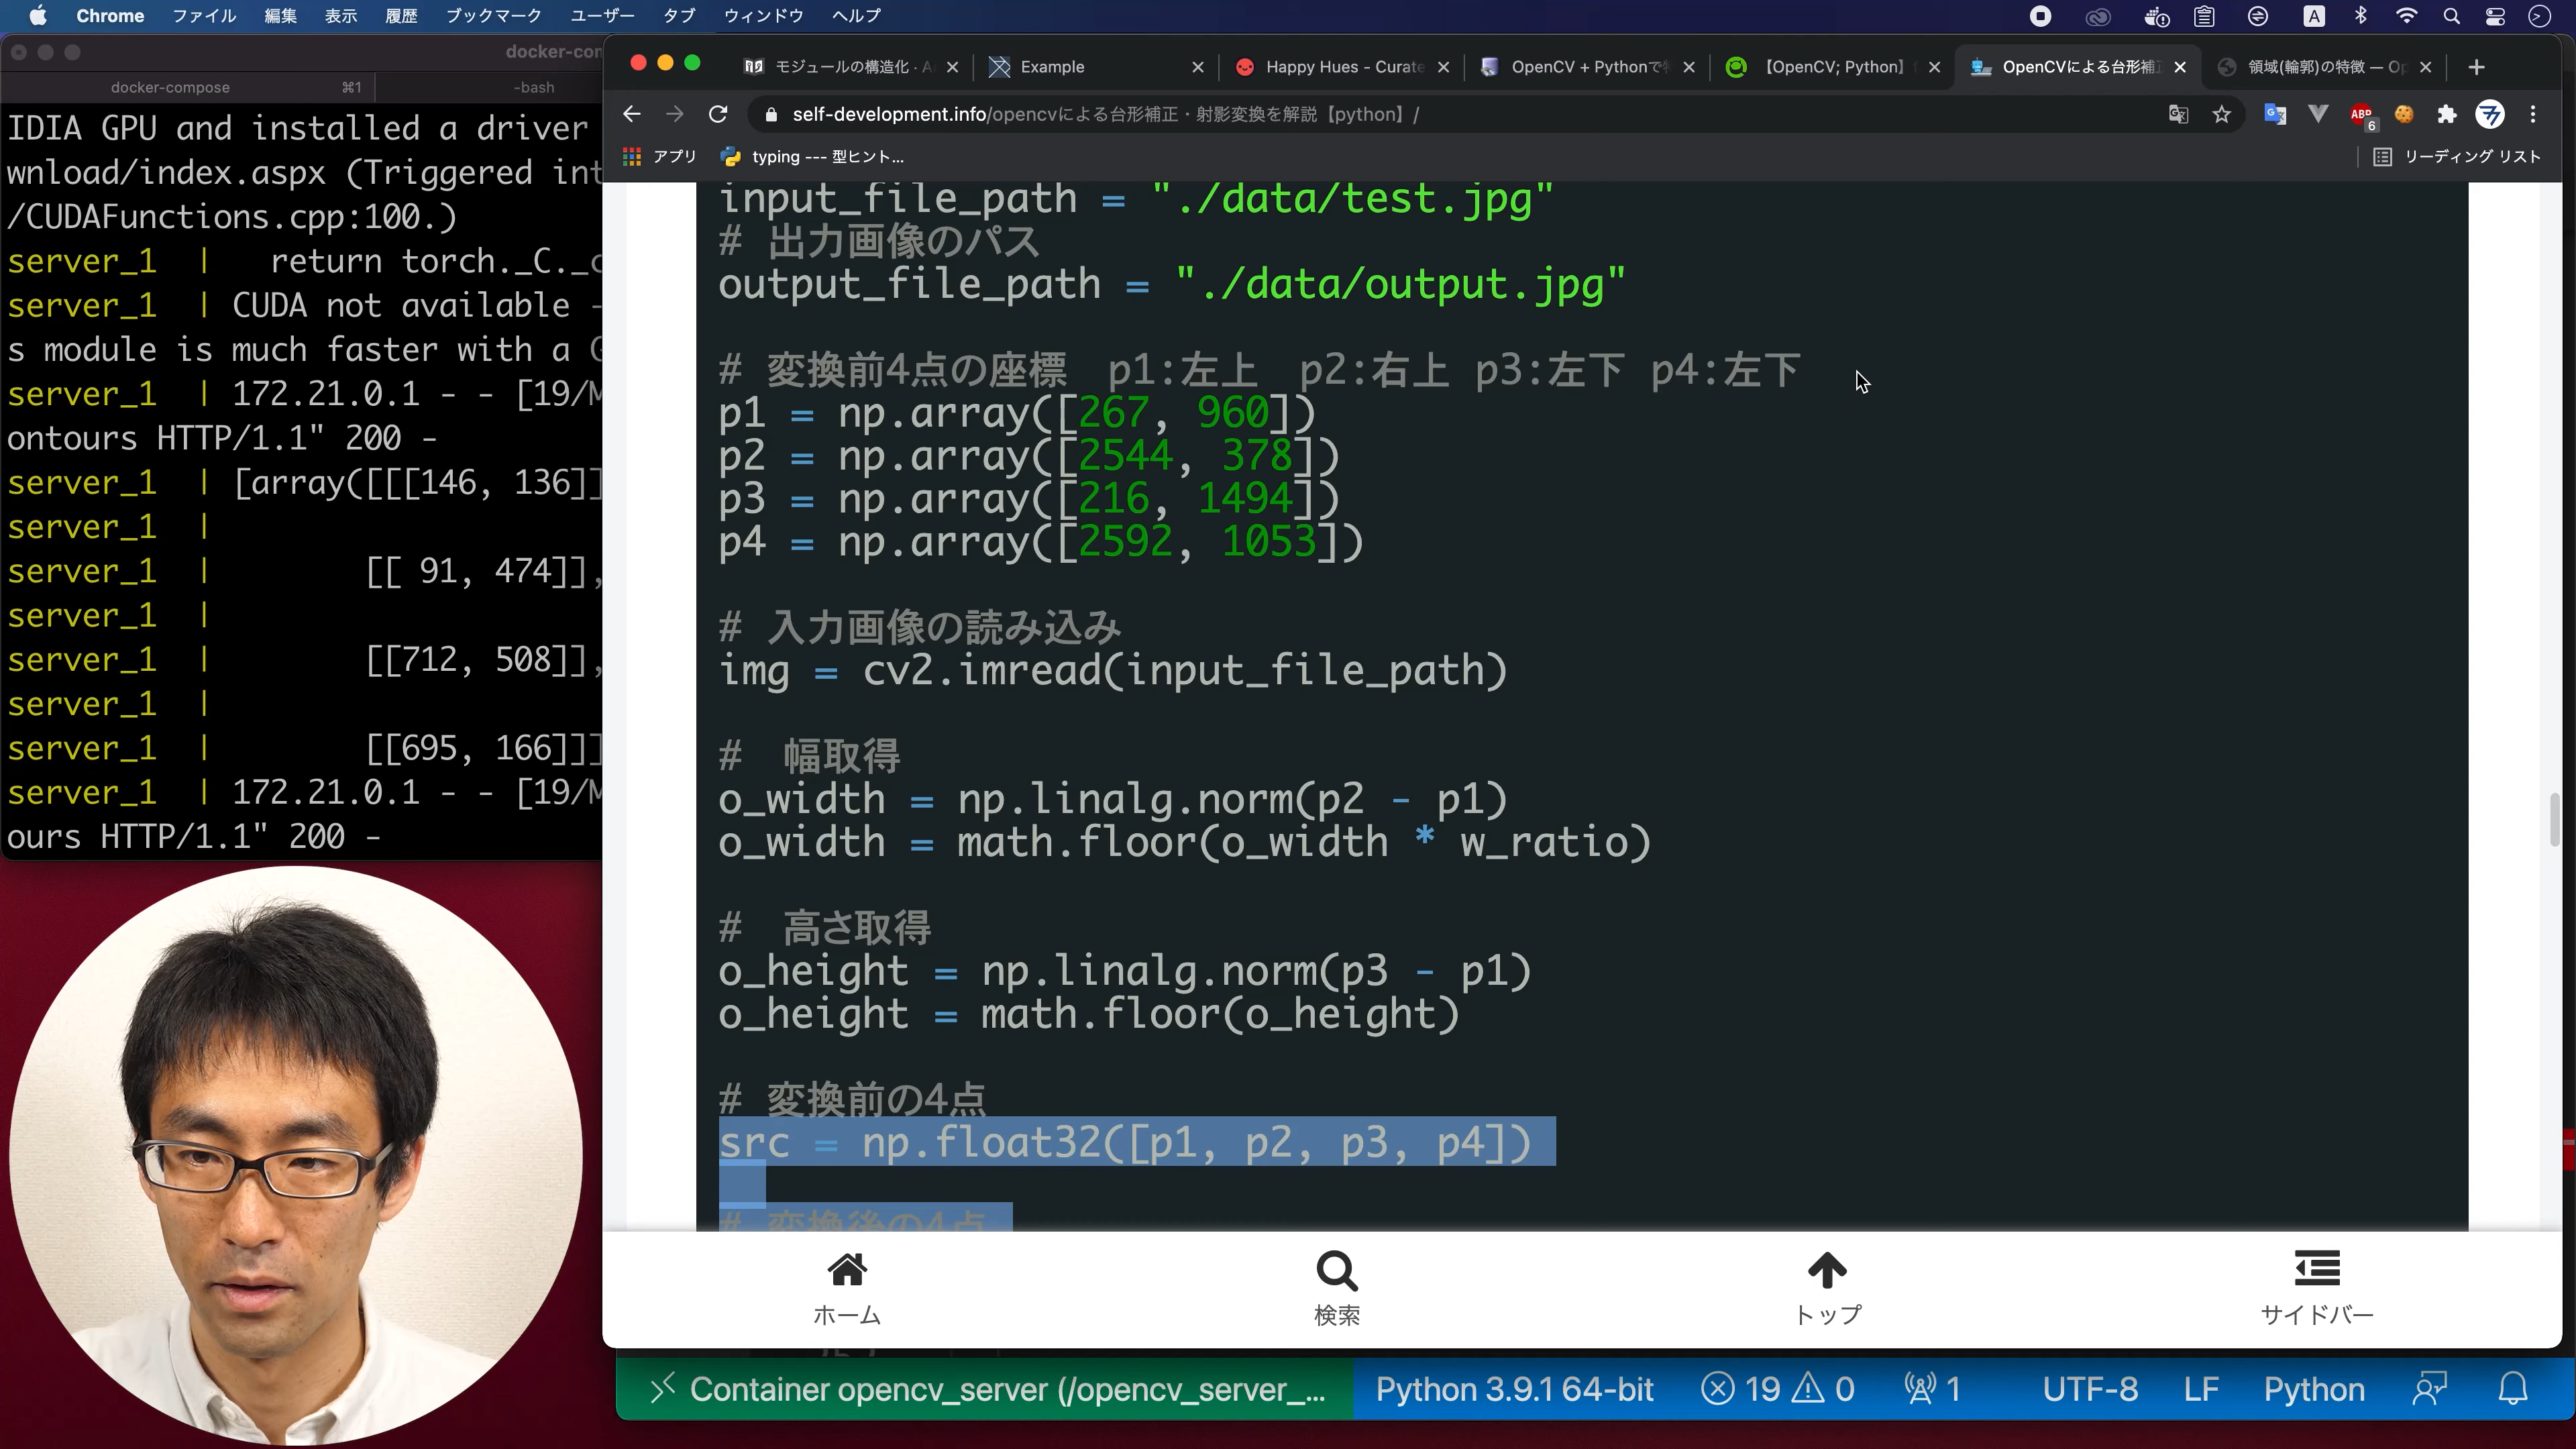 Chrome ファイル 編集 表示 履歴 ブックマーク ユーザー タブ ウィンドウ ヘルプ
A
docker-con
docker-compose ⌘1 -bash
IDIA GPU and installed a driver
wnload/index.aspx (Triggered int
/CUDAFunctions.cpp:100.)
server_1 | return torch._C._c
server_1 | CUDA not available -
s module is much faster with a G
server_1 | 172.21.0.1 - - [19/M
ontours HTTP/1.1" 200 -
server_1 | [array([[[146, 136]]
server_1 |
server_1 | [[ 91, 474]],
server_1 |
server_1 | [[712, 508]],
server_1 |
server_1 | [[695, 166]]]
server_1 | 172.21.0.1 - - [19/M
ours HTTP/1.1" 200 -
モジュールの構造化 · A
Example
Happy Hues - Curate
OpenCV + Pythonで
【OpenCV; Python】
OpenCVによる台形補正
領域(輪郭)の特徴 — Op
self-development.info/opencvによる台形補正・射影変換を解説【python】/
ABP 6
アプリ typing --- 型ヒント... リーディング リスト
input_file_path = "./data/test.jpg"
# 出力画像のパス
output_file_path = "./data/output.jpg"
# 変換前4点の座標 p1:左上 p2:右上 p3:左下 p4:左下
p1 = np.array([267, 960])
p2 = np.array([2544, 378])
p3 = np.array([216, 1494])
p4 = np.array([2592, 1053])
# 入力画像の読み込み
img = cv2.imread(input_file_path)
# 幅取得
o_width = np.linalg.norm(p2 - p1)
o_width = math.floor(o_width * w_ratio)
# 高さ取得
o_height = np.linalg.norm(p3 - p1)
o_height = math.floor(o_height)
# 変換前の4点
src = np.float32([p1, p2, p3, p4])
# 変換後の4点
ホーム 検索 トップ サイドバー
Container opencv_server (/opencv_server_... Python 3.9.1 64-bit 19 0 1 UTF-8 LF Python